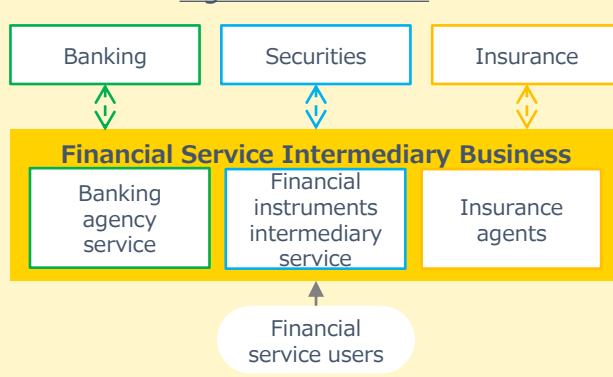 Banking
Securities
Insurance
Financial Service Intermediary Business
Banking
agency
service
Financial
instruments
intermediary
service
Insurance
agents
Financial
service users